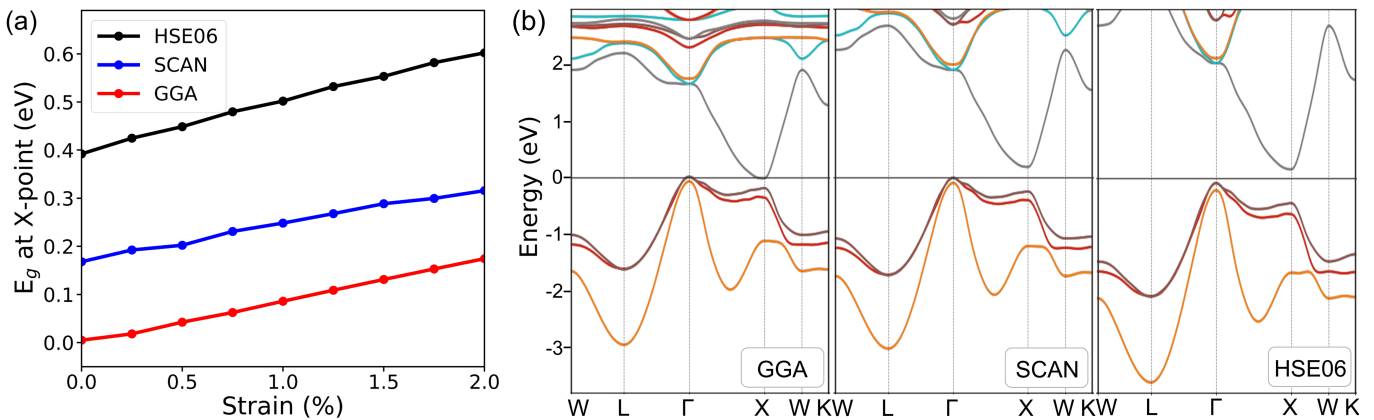 (a)
E_g at X-point (eV)
0.6
0.5
0.4
0.3
0.2
0.1
0.0
HSE06
SCAN
GGA
0.0 0.5 1.0 1.5 2.0
Strain (%)
(b)
Energy (eV)
2
1
0
-1
-2
-3
GGA
SCAN
HSE06
W L Γ X W K
W L Γ X W K
W L Γ X W K